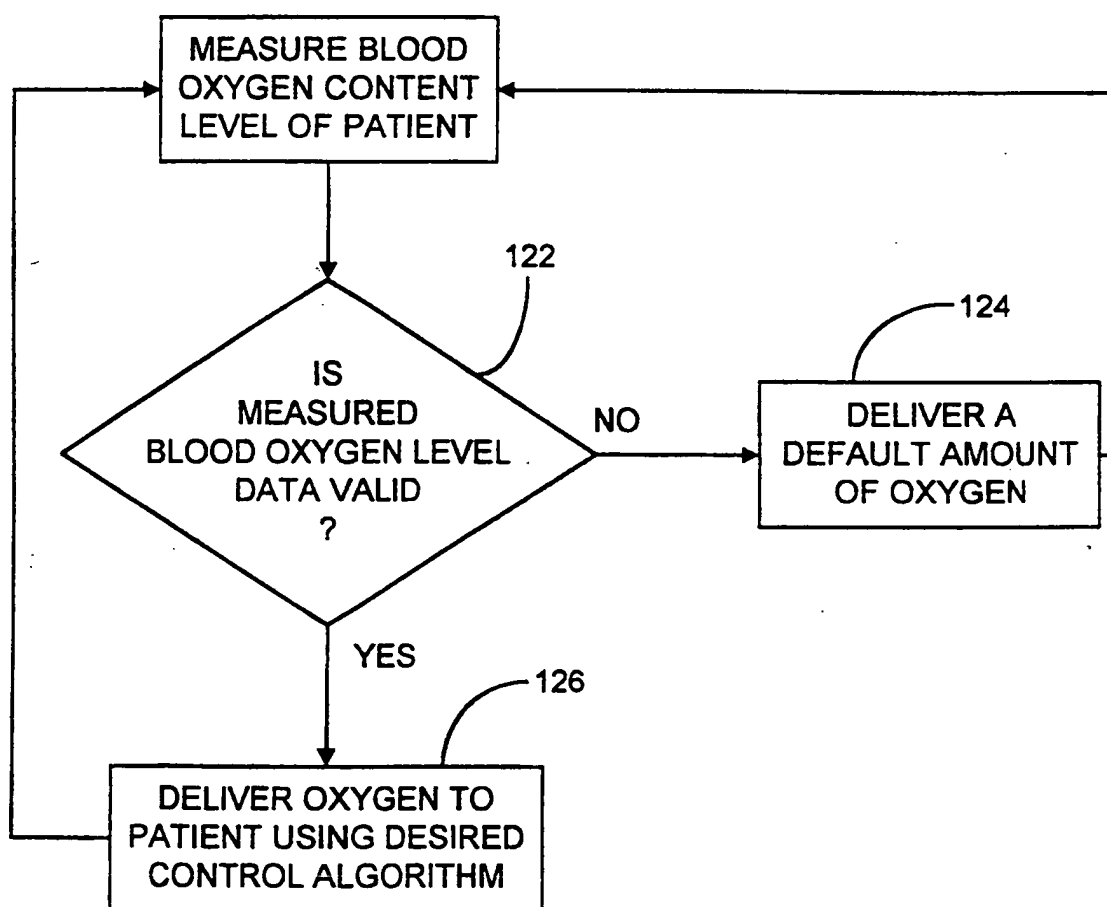 MEASURE BLOOD
OXYGEN CONTENT
LEVEL OF PATIENT
122
IS
MEASURED
BLOOD OXYGEN LEVEL
DATA VALID
?
NO
124
DELIVER A
DEFAULT AMOUNT
OF OXYGEN
YES
126
DELIVER OXYGEN TO
PATIENT USING DESIRED
CONTROL ALGORITHM